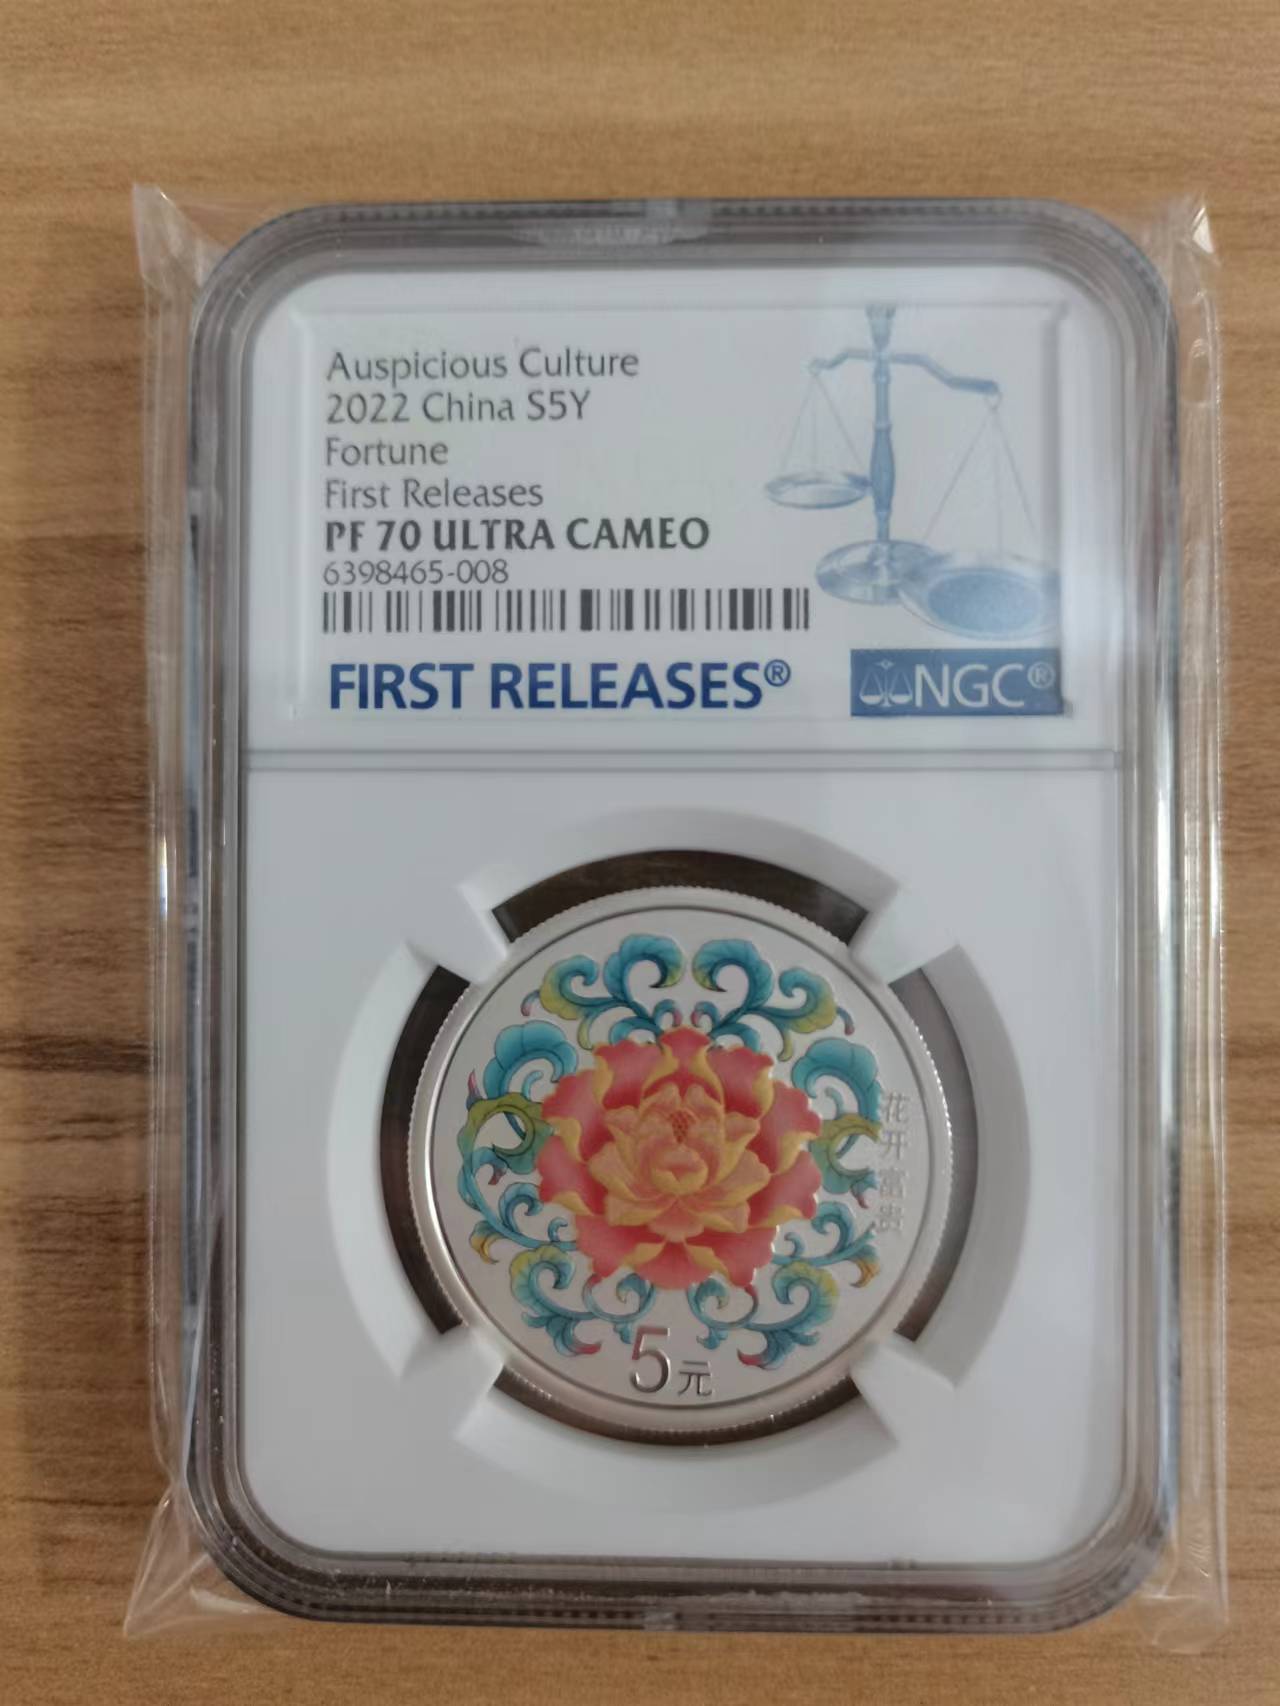 Auspicious Culture
2022 China S5Y
Fortune
First Releases
PF 70 ULTRA CAMEO
6398465-008
FIRST RELEASES®
NGC®
花开富贵
5元